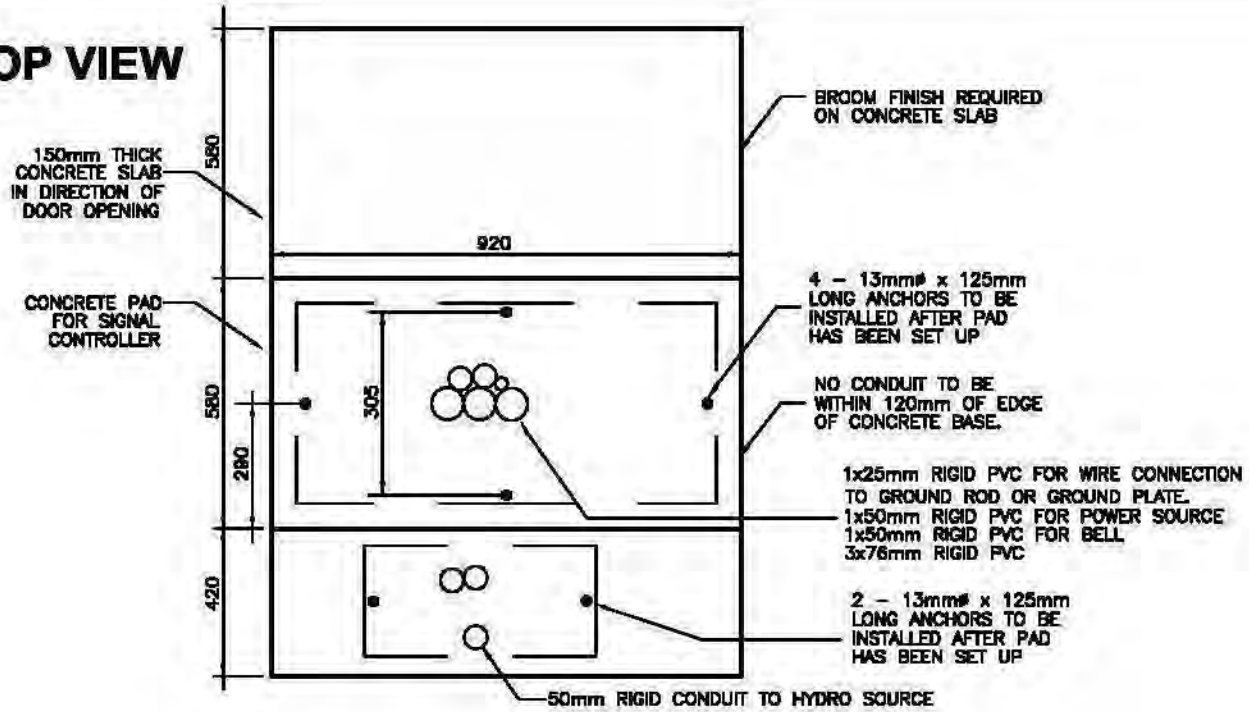 OP VIEW
150mm THICK
CONCRETE SLAB
IN DIRECTION OF
DOOR OPENING
580
920
BROOM FINISH REQUIRED
ON CONCRETE SLAB
CONCRETE PAD
FOR SIGNAL
CONTROLLER
580
290
305
4 - 13mmø x 125mm
LONG ANCHORS TO BE
INSTALLED AFTER PAD
HAS BEEN SET UP
NO CONDUIT TO BE
WITHIN 120mm OF EDGE
OF CONCRETE BASE.
1x25mm RIGID PVC FOR WIRE CONNECTION
TO GROUND ROD OR GROUND PLATE.
1x50mm RIGID PVC FOR POWER SOURCE
1x50mm RIGID PVC FOR BELL
3x76mm RIGID PVC
420
2 - 13mmø x 125mm
LONG ANCHORS TO BE
INSTALLED AFTER PAD
HAS BEEN SET UP
50mm RIGID CONDUIT TO HYDRO SOURCE